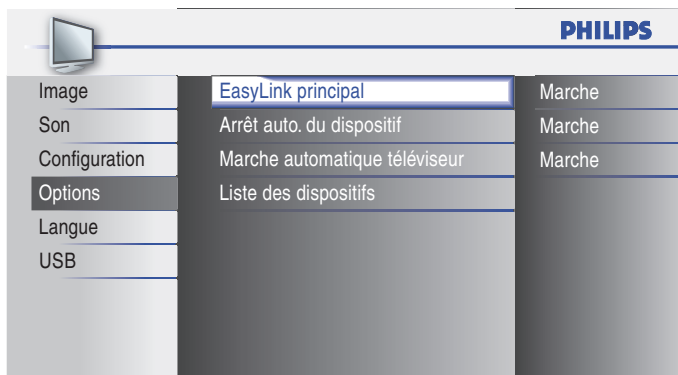 PHILIPS
Image
EasyLink principal
Marche
Son
Arrêt auto. du dispositif
Marche
Configuration
Marche automatique téléviseur
Marche
Options
Liste des dispositifs
Langue
USB